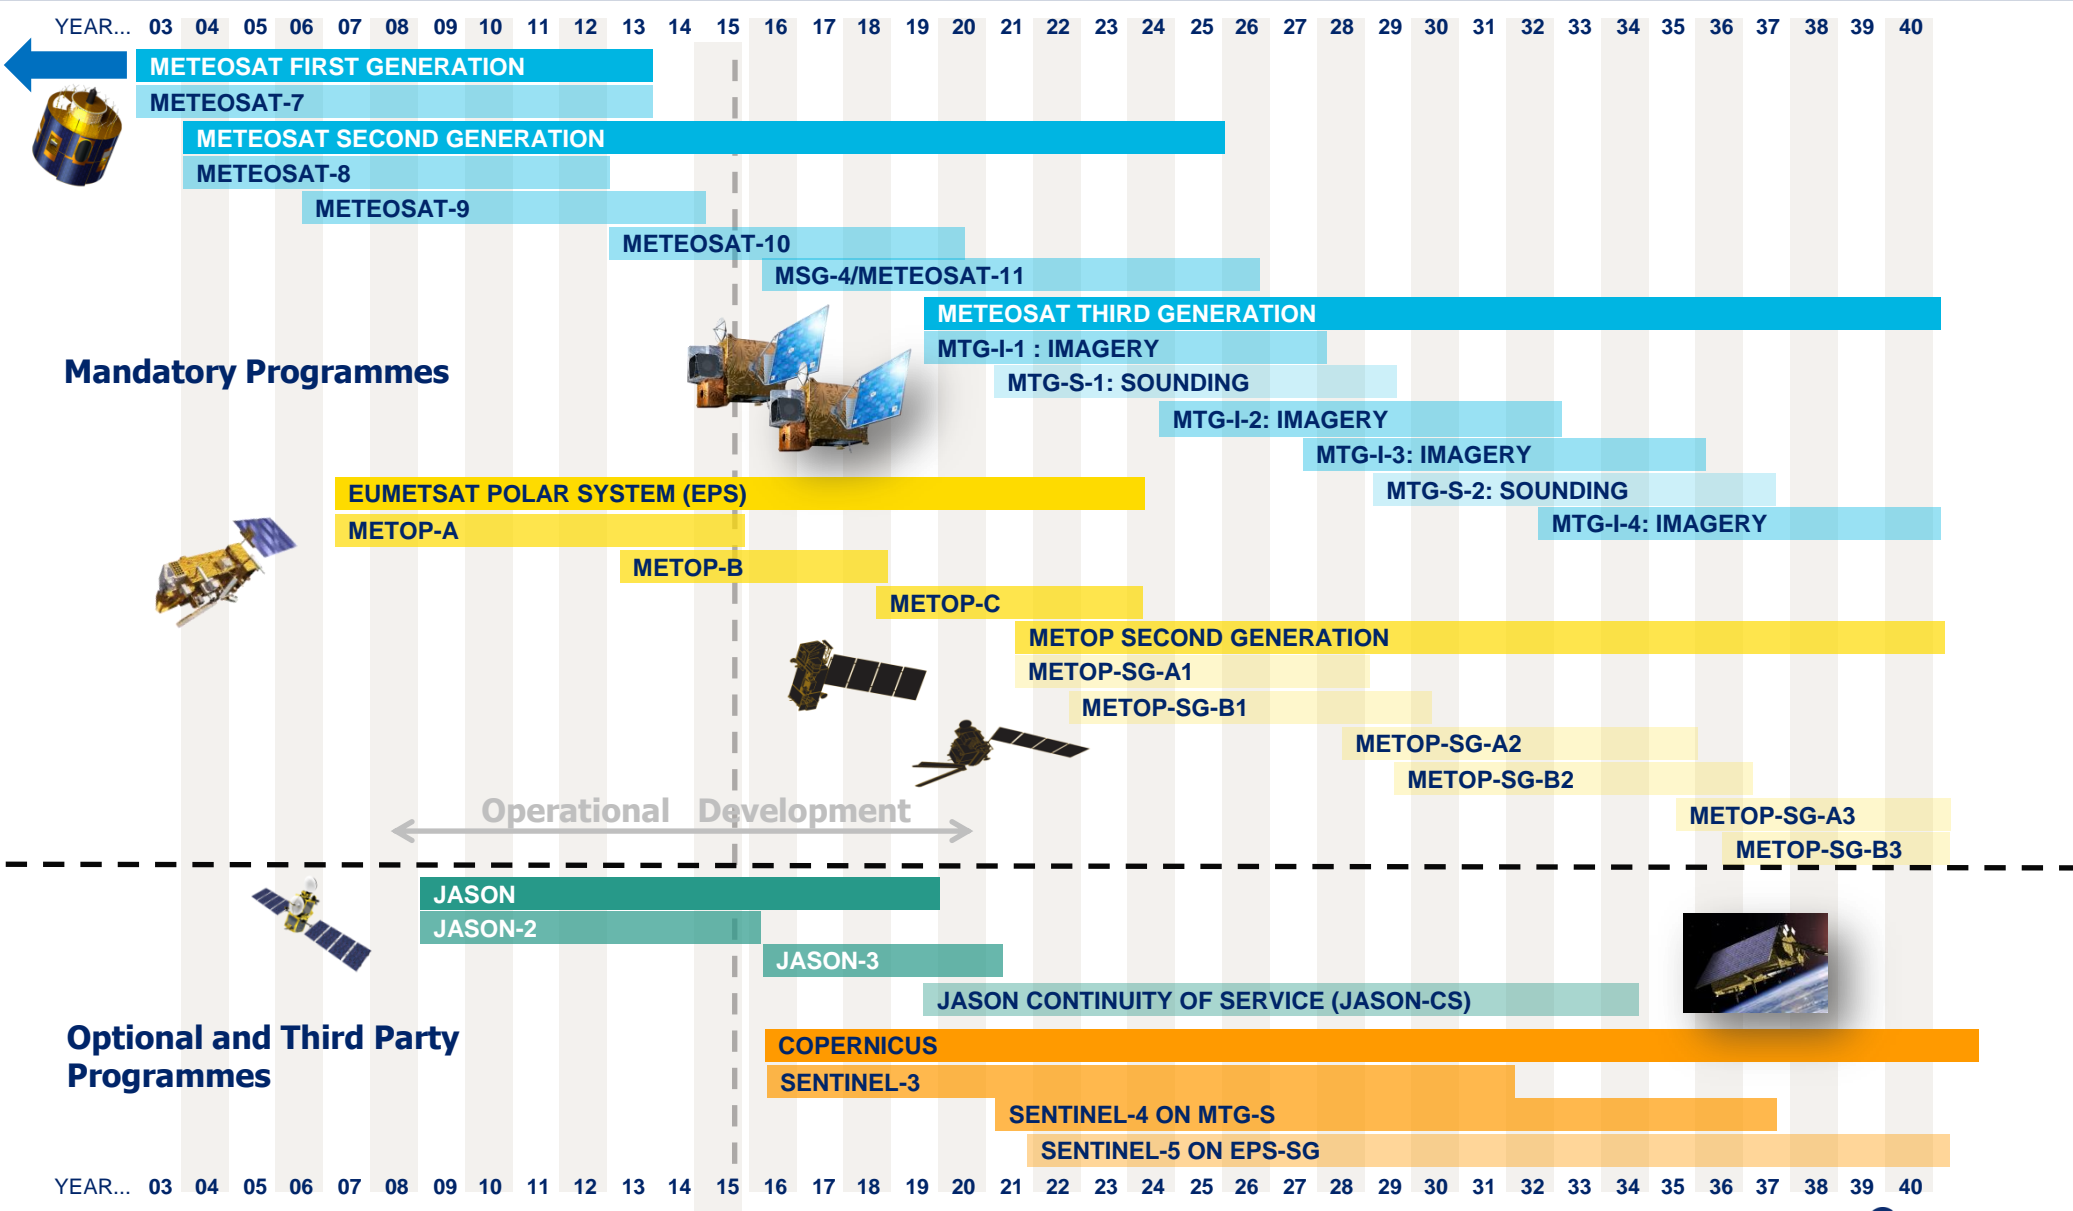 YEAR... 03 04 05 06 07 08 09 10 11 12 13 14 15 16 17 18 19 20 21 22 23 24 25 26 27 28 29 30 31 32 33 34 35 36 37 38 39 40
METEOSAT FIRST GENERATION
METEOSAT-7
METEOSAT SECOND GENERATION
METEOSAT-8
METEOSAT-9
METEOSAT-10
MSG-4/METEOSAT-11
METEOSAT THIRD GENERATION
MTG-I-1 : IMAGERY
Mandatory Programmes
MTG-S-1: SOUNDING
MTG-I-2: IMAGERY
MTG-I-3: IMAGERY
EUMETSAT POLAR SYSTEM (EPS)
MTG-S-2: SOUNDING
METOP-A
MTG-I-4: IMAGERY
METOP-B
METOP-C
METOP SECOND GENERATION
METOP-SG-A1
METOP-SG-B1
METOP-SG-A2
METOP-SG-B2
Operational Development
METOP-SG-A3
METOP-SG-B3
JASON
JASON-2
JASON-3
JASON CONTINUITY OF SERVICE (JASON-CS)
Optional and Third Party
Programmes
COPERNICUS
SENTINEL-3
SENTINEL-4 ON MTG-S
SENTINEL-5 ON EPS-SG
YEAR... 03 04 05 06 07 08 09 10 11 12 13 14 15 16 17 18 19 20 21 22 23 24 25 26 27 28 29 30 31 32 33 34 35 36 37 38 39 40